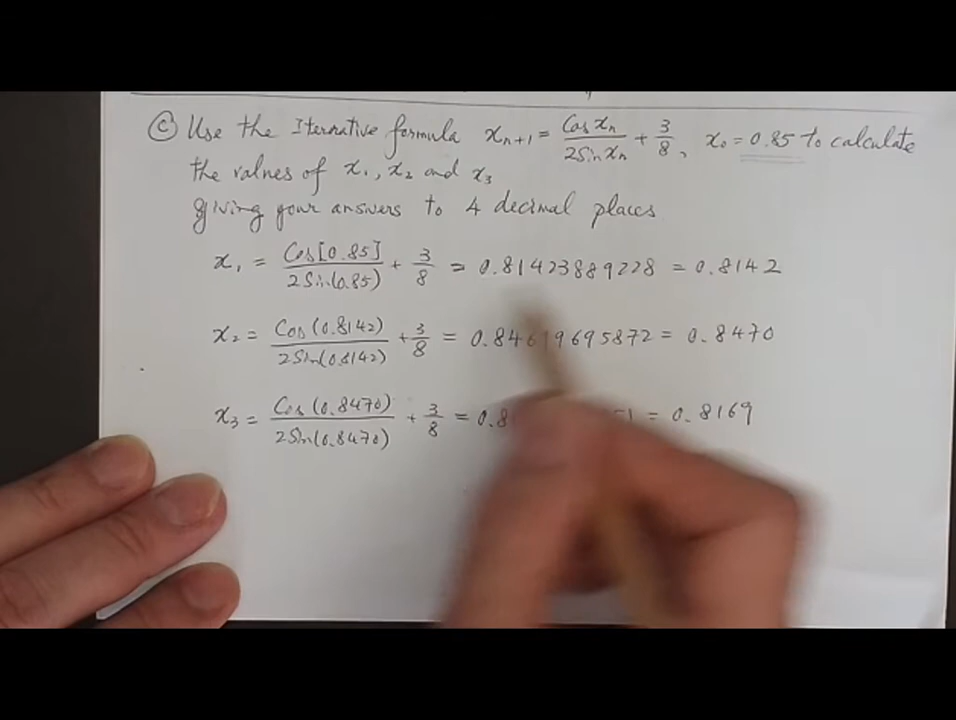 © Use the Iternative formula xₙ₊₁ = Cos xₙ / 2Sin xₙ + 3/8, x₀ = 0.85 to calculate
the values of x₁, x₂ and x₃
giving your answers to 4 decimal places
x₁ = Cos[0.85] / 2Sin(0.85) + 3/8 = 0.81423889228 = 0.8142
x₂ = Cos(0.8142) / 2Sin(0.8142) + 3/8 = 0.84699695872 = 0.8470
x₃ = Cos(0.8470) / 2Sin(0.8470) + 3/8 = 0.8 51 = 0.8169